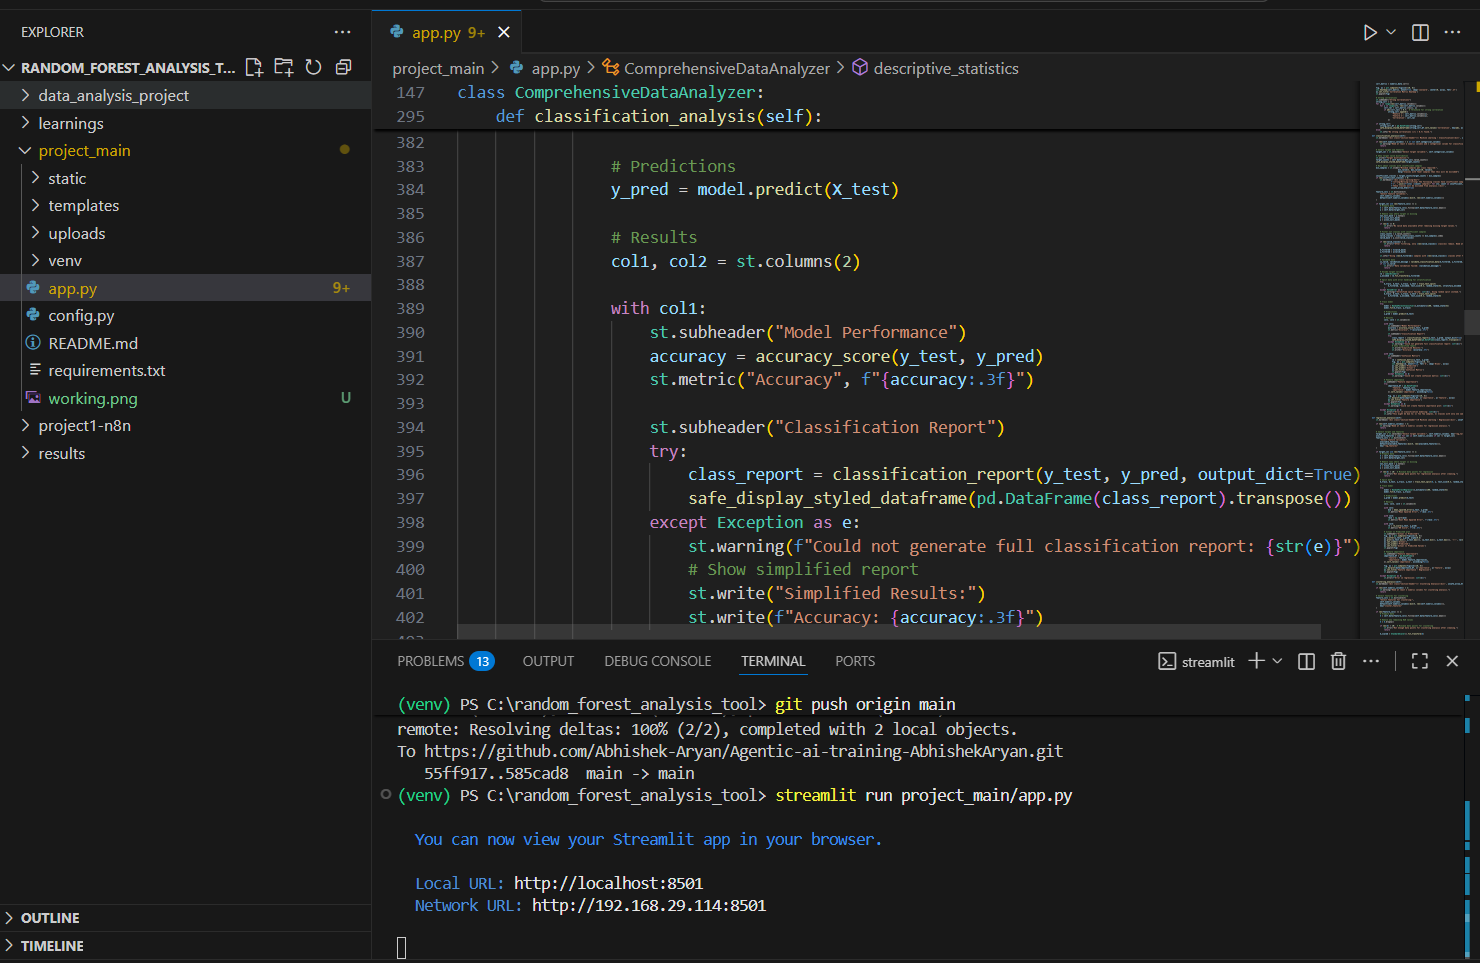 EXPLORER
RANDOM_FOREST_ANALYSIS_T...
data_analysis_project
learnings
project_main
static
templates
uploads
venv
app.py 9+
config.py
README.md
requirements.txt
working.png U
project1-n8n
results
OUTLINE
TIMELINE
app.py 9+
project_main > app.py > ComprehensiveDataAnalyzer > descriptive_statistics
147 class ComprehensiveDataAnalyzer:
295 def classification_analysis(self):
382
383 # Predictions
384 y_pred = model.predict(X_test)
385
386 # Results
387 col1, col2 = st.columns(2)
388
389 with col1:
390 st.subheader("Model Performance")
391 accuracy = accuracy_score(y_test, y_pred)
392 st.metric("Accuracy", f"{accuracy:.3f}")
393
394 st.subheader("Classification Report")
395 try:
396 class_report = classification_report(y_test, y_pred, output_dict=True)
397 safe_display_styled_dataframe(pd.DataFrame(class_report).transpose())
398 except Exception as e:
399 st.warning(f"Could not generate full classification report: {str(e)}")
400 # Show simplified report
401 st.write("Simplified Results:")
402 st.write(f"Accuracy: {accuracy:.3f}")
PROBLEMS 13 OUTPUT DEBUG CONSOLE TERMINAL PORTS streamlit
(venv) PS C:\random_forest_analysis_tool> git push origin main
remote: Resolving deltas: 100% (2/2), completed with 2 local objects.
To https://github.com/Abhishek-Aryan/Agentic-ai-training-AbhishekAryan.git
55ff917..585cad8 main -> main
(venv) PS C:\random_forest_analysis_tool> streamlit run project_main/app.py
You can now view your Streamlit app in your browser.
Local URL: http://localhost:8501
Network URL: http://192.168.29.114:8501